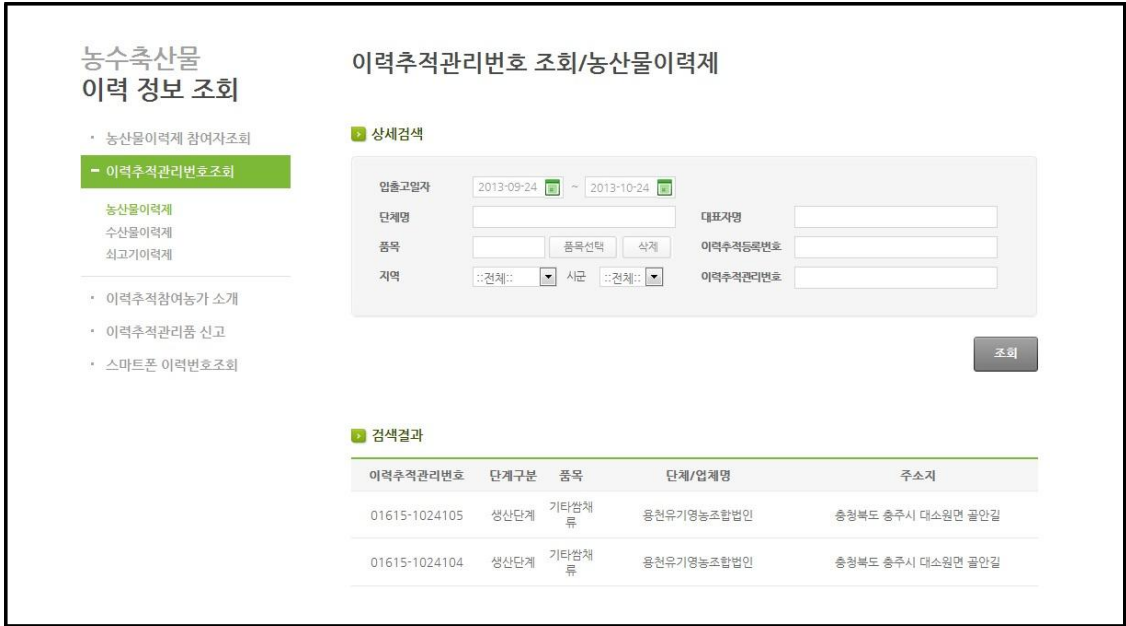 농수축산물
이력 정보 조회
농산물이력제 참여자조회
이력추적관리번호조회
농산물이력제
수산물이력제
쇠고기이력제
이력추적참여농가 소개
이력추적관리품 신고
스마트폰 이력번호조회
이력추적관리번호 조회/농산물이력제
상세검색
입출고일자 2013-09-24 ~ 2013-10-24
단체명 대표자명
품목 품목선택 삭제 이력추적등록번호
지역 ::전체:: 시군 ::전체:: 이력추적관리번호
조회
검색결과
이력추적관리번호 단계구분 품목 단체/업체명 주소지
01615-1024105 생산단계 기타쌈채류 용천유기영농조합법인 충청북도 충주시 대소원면 골안길
01615-1024104 생산단계 기타쌈채류 용천유기영농조합법인 충청북도 충주시 대소원면 골안길